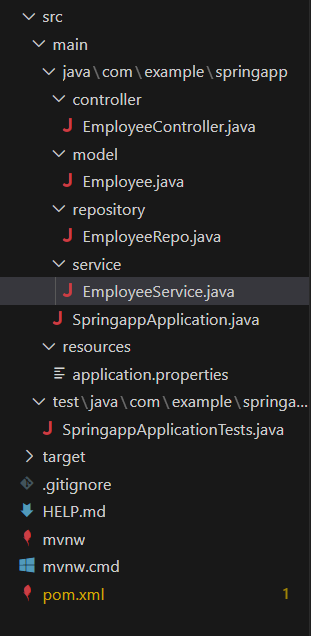 src
main
java\com\example\springapp
controller
EmployeeController.java
model
Employee.java
repository
EmployeeRepo.java
service
EmployeeService.java
SpringappApplication.java
resources
application.properties
test\java\com\example\springa...
SpringappApplicationTests.java
target
.gitignore
HELP.md
mvnw
mvnw.cmd
pom.xml 1